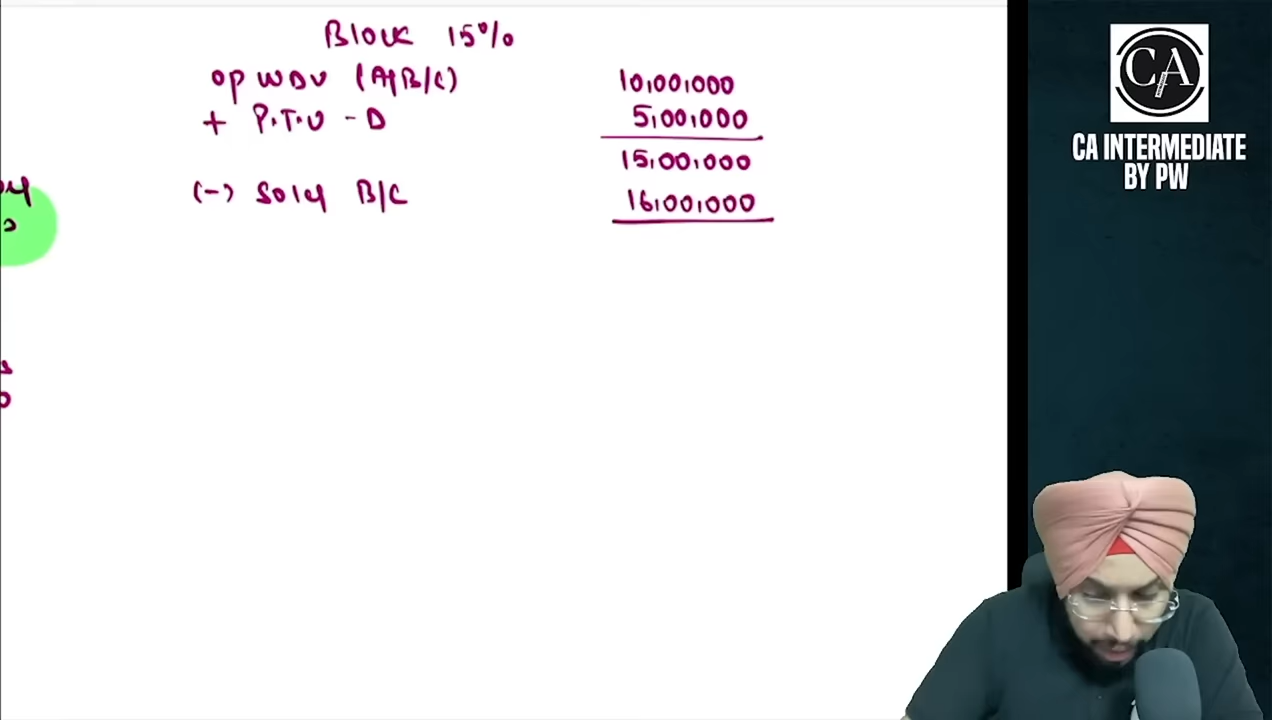 Block 15%
op WDV (A/B/C) 10,00,000
+ P.T.U - D 5,00,000
15,00,000
(-) Sold B/C 16,00,000
CA
CA INTERMEDIATE
BY PW